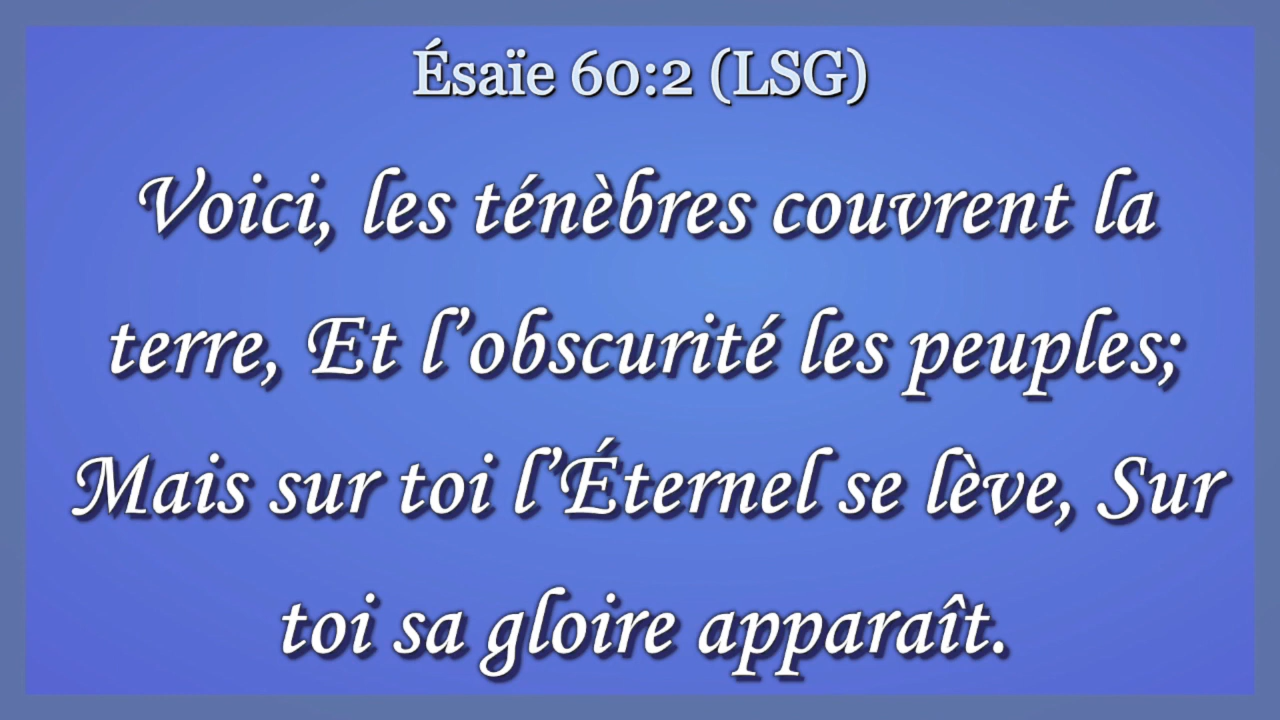 Ésaïe 60:2 (LSG)
Voici, les ténèbres couvrent la
terre, Et l’obscurité les peuples;
Mais sur toi l’Éternel se lève, Sur
toi sa gloire apparaît.